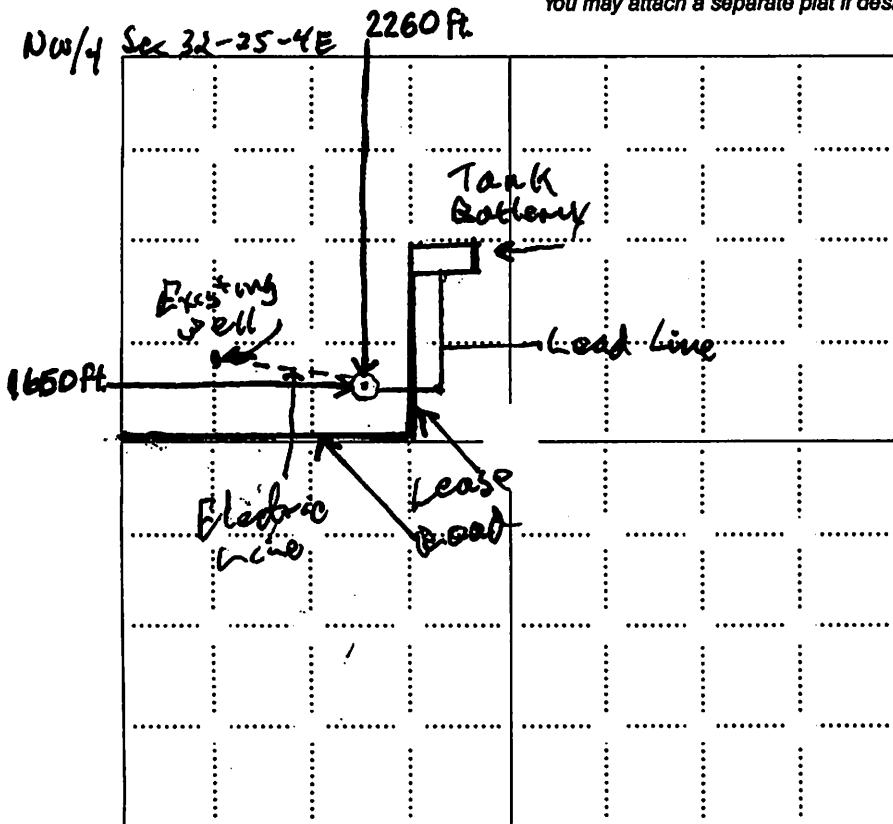 You may attach a separate plat if des
2260 ft.
NW/4 Sec 32-25-4E
Tank
Battery
Existing
well
Lead Line
1650 ft.
Lease
Road
Electric
Line